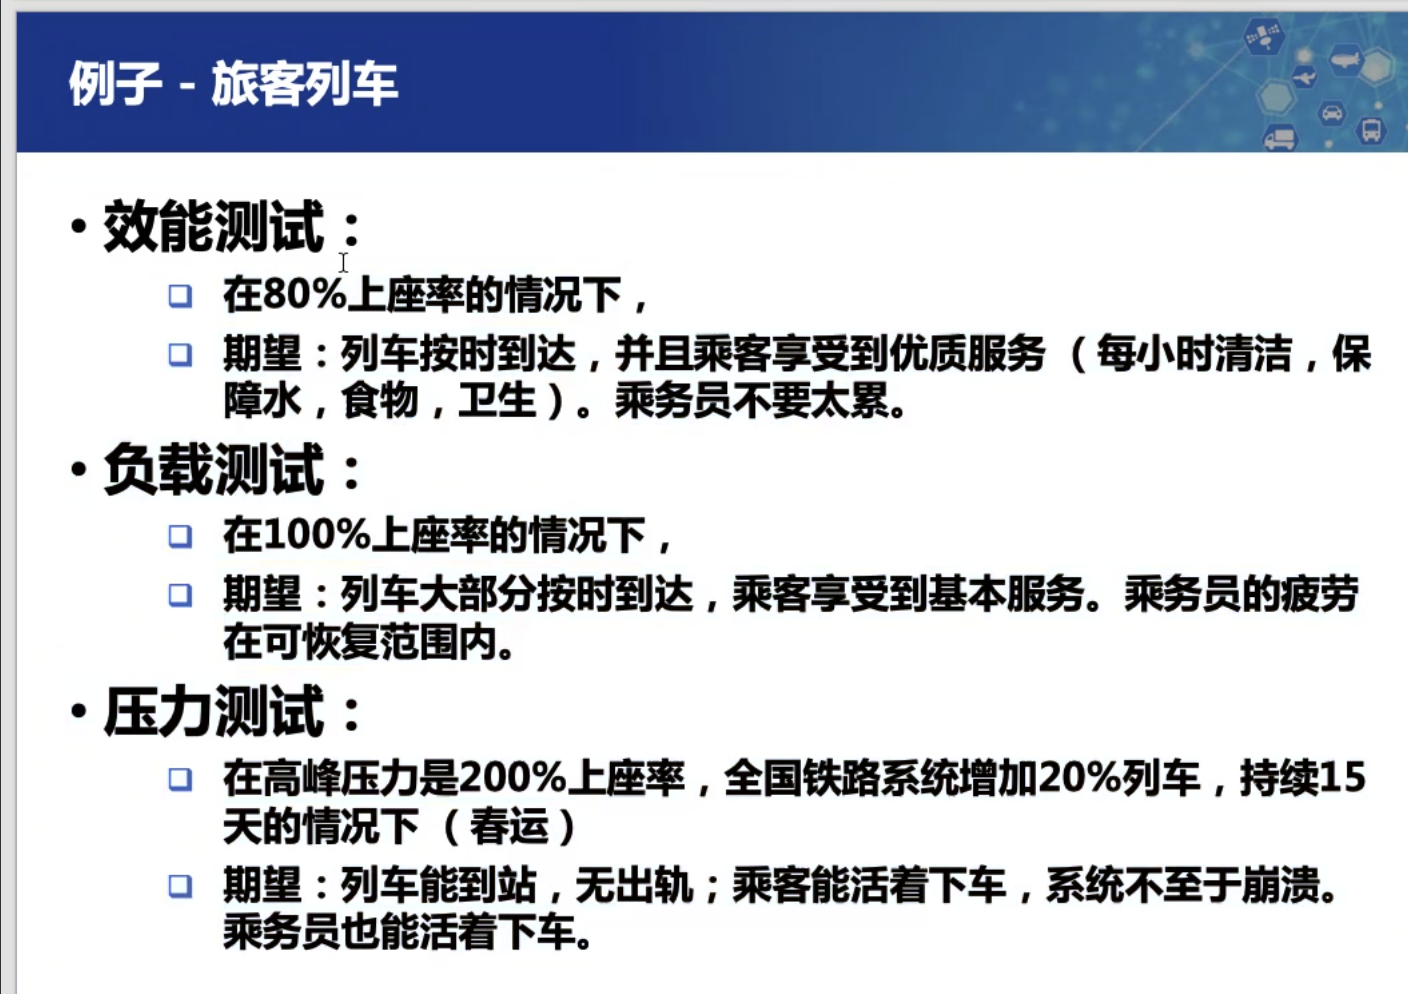 例子 - 旅客列车
• 效能测试：
❑ 在80%上座率的情况下，
❑ 期望：列车按时到达，并且乘客享受到优质服务（每小时清洁，保
障水，食物，卫生）。乘务员不要太累。
• 负载测试：
❑ 在100%上座率的情况下，
❑ 期望：列车大部分按时到达，乘客享受到基本服务。乘务员的疲劳
在可恢复范围内。
• 压力测试：
❑ 在高峰压力是200%上座率，全国铁路系统增加20%列车，持续15
天的情况下（春运）
❑ 期望：列车能到站，无出轨；乘客能活着下车，系统不至于崩溃。
乘务员也能活着下车。